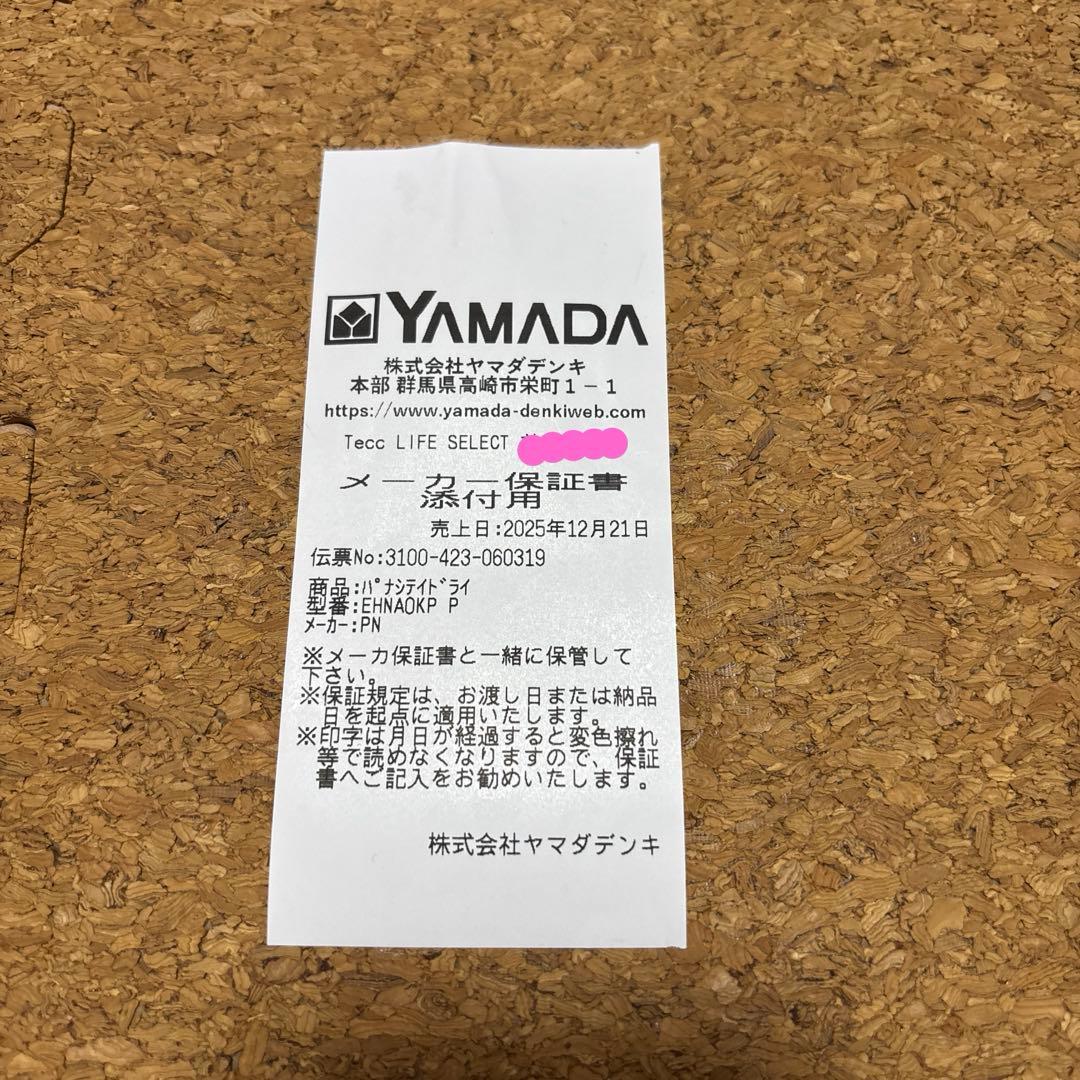 YAMADA
株式会社ヤマダデンキ
本部 群馬県高崎市栄町1-1
https://www.yamada-denkiweb.com
Tecc LIFE SELECT
メーカー保証書
添付用
売上日:2025年12月21日
伝票No:3100-423-060319
商品:ﾊﾟﾅｼﾃｲﾄﾞﾗｲ
型番:EHNA0KP P
ﾒｰｶｰ:PN
※メーカ保証書と一緒に保管して
下さい。
※保証規定は、お渡し日または納品
日を起点に適用いたします。
※印字は月日が経過すると変色擦れ
等で読めなくなりますので、保証
書へご記入をお勧めいたします。
株式会社ヤマダデンキ